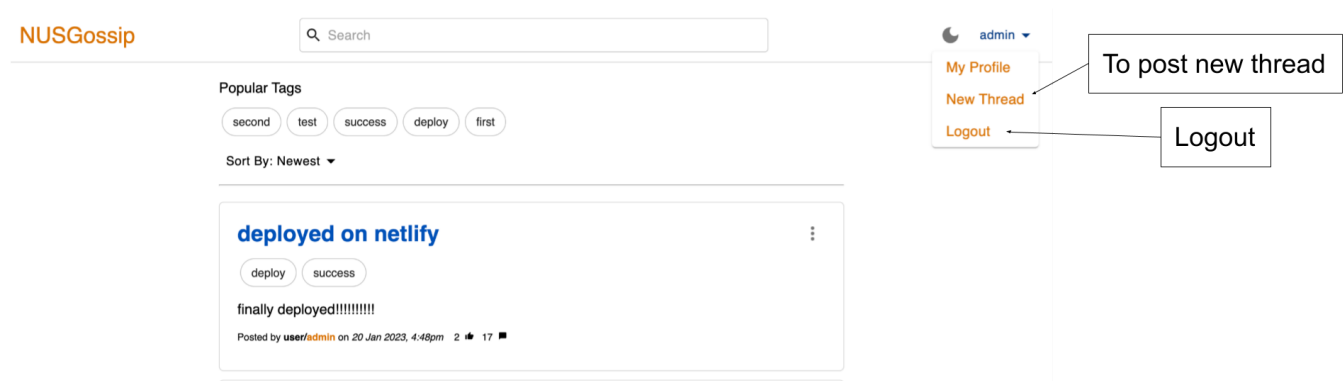 NUSGossip
Search
admin
My Profile
New Thread
Logout
To post new thread
Logout
Popular Tags
second test success deploy first
Sort By: Newest
deployed on netlify
deploy success
finally deployed!!!!!!!!!!
Posted by user/admin on 20 Jan 2023, 4:48pm 2 17